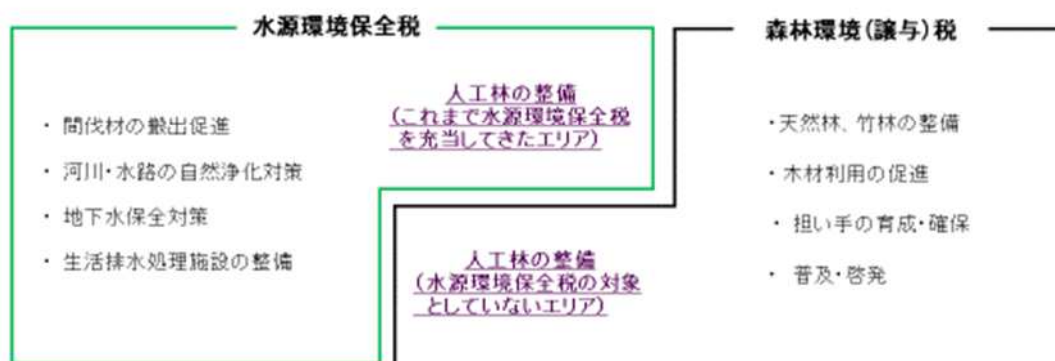 水源環境保全税
・ 間伐材の搬出促進
・ 河川・水路の自然浄化対策
・ 地下水保全対策
・ 生活排水処理施設の整備
人工林の整備
(これまで水源環境保全税
を充当してきたエリア)
人工林の整備
(水源環境保全税の対象
としていないエリア)
森林環境(譲与)税
・天然林、竹林の整備
・木材利用の促進
・ 担い手の育成・確保
・ 普及・啓発